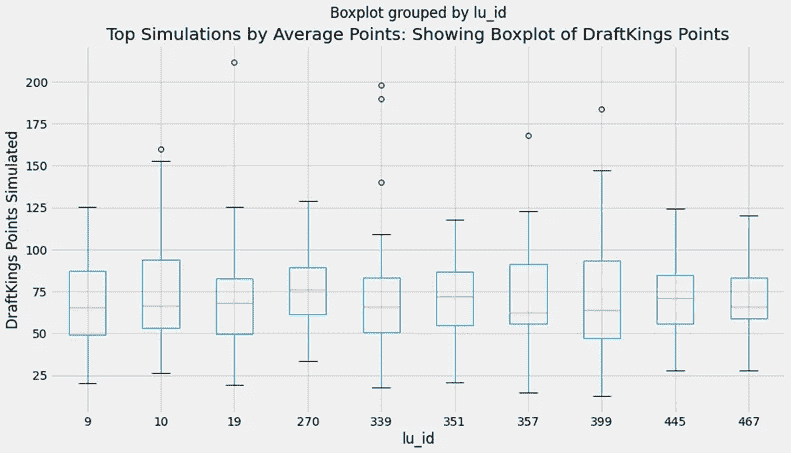 Boxplot grouped by lu_id
Top Simulations by Average Points: Showing Boxplot of DraftKings Points
DraftKings Points Simulated
200
175
150
125
100
75
50
25
9 10 19 270 339 351 357 399 445 467
lu_id